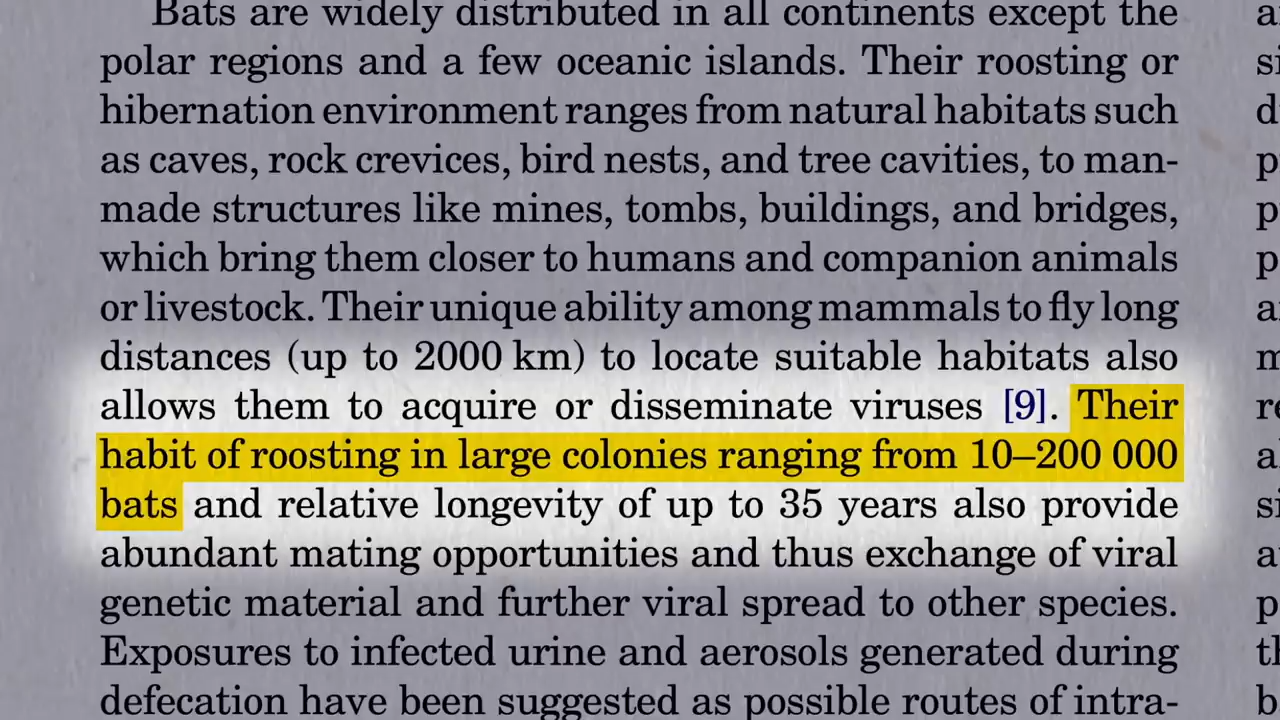 Bats are widely distributed in all continents except the
polar regions and a few oceanic islands. Their roosting or
hibernation environment ranges from natural habitats such
as caves, rock crevices, bird nests, and tree cavities, to man-
made structures like mines, tombs, buildings, and bridges,
which bring them closer to humans and companion animals
or livestock. Their unique ability among mammals to fly long
distances (up to 2000 km) to locate suitable habitats also
allows them to acquire or disseminate viruses [9]. Their
habit of roosting in large colonies ranging from 10–200 000
bats and relative longevity of up to 35 years also provide
abundant mating opportunities and thus exchange of viral
genetic material and further viral spread to other species.
Exposures to infected urine and aerosols generated during
defecation have been suggested as possible routes of intra-